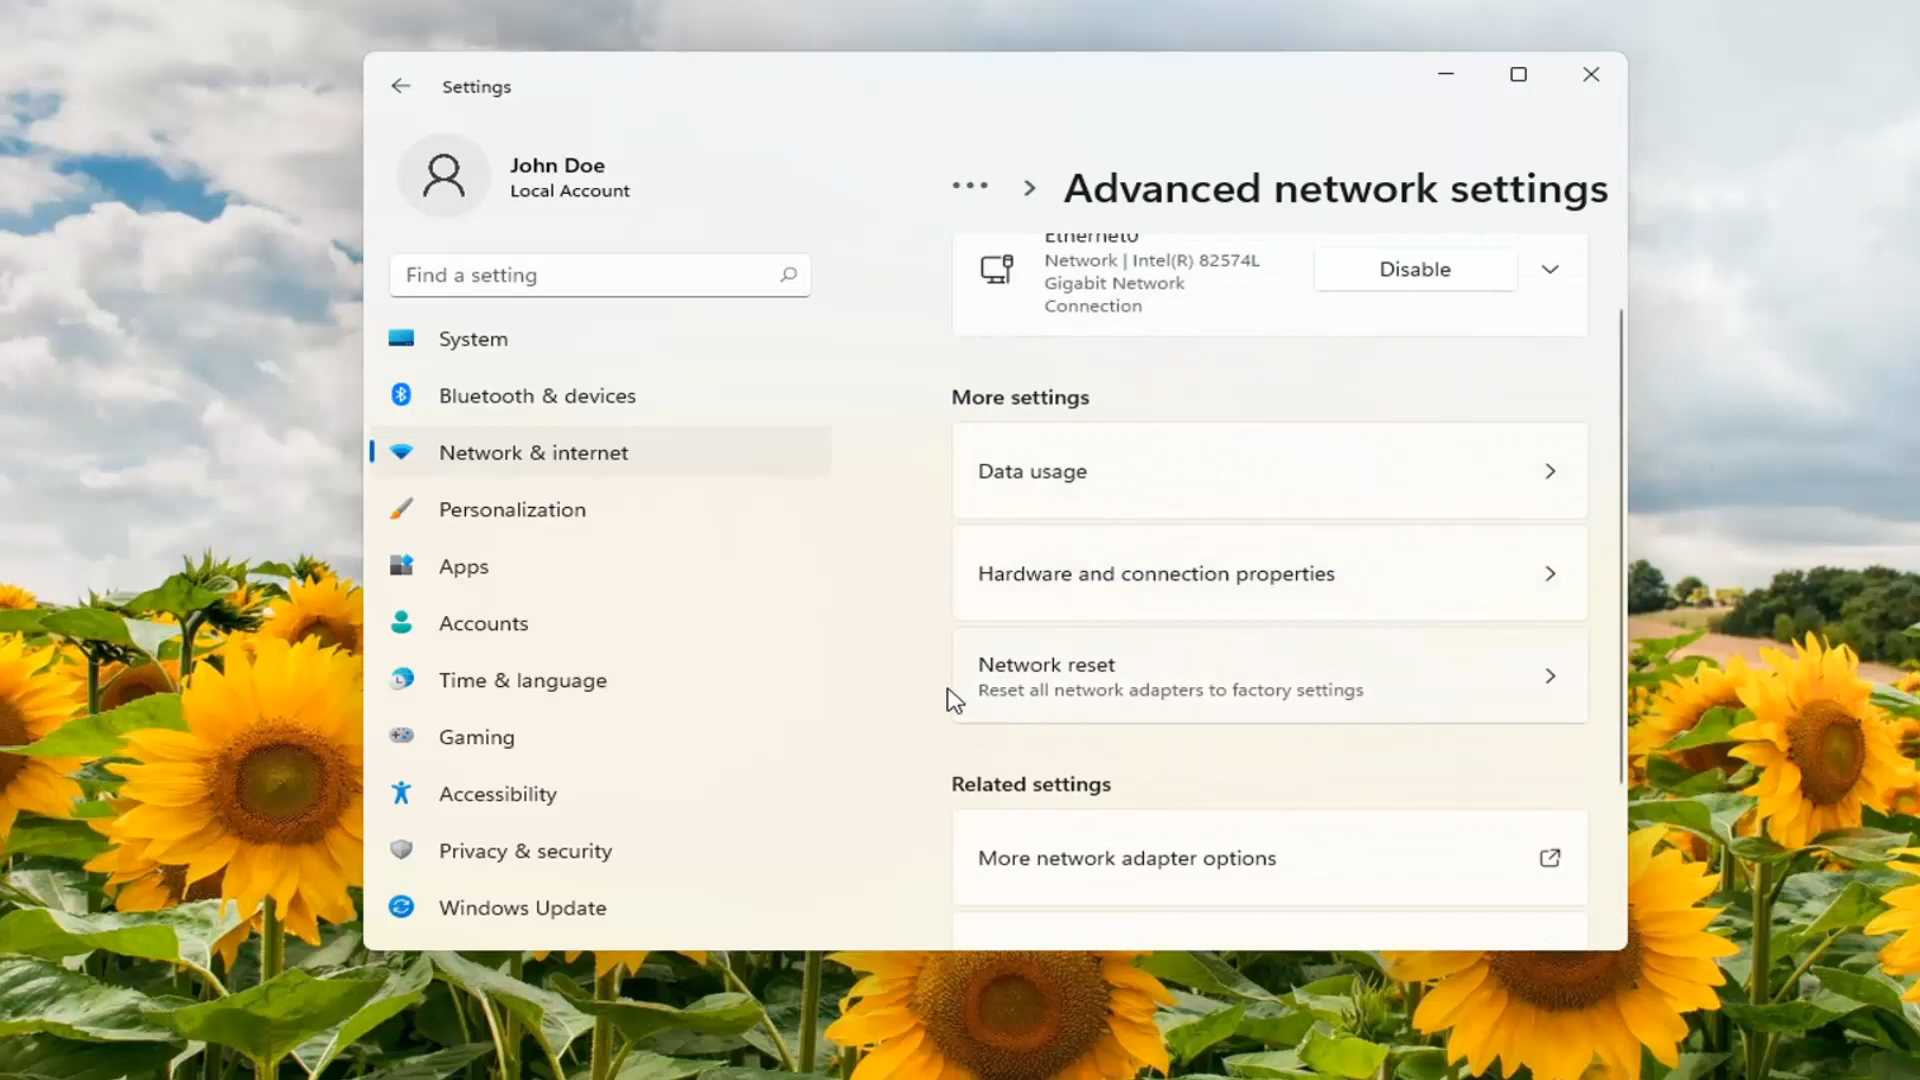 Settings
John Doe
Local Account
Find a setting
System
Bluetooth & devices
Network & internet
Personalization
Apps
Accounts
Time & language
Gaming
Accessibility
Privacy & security
Windows Update
Advanced network settings
Ethernet0
Network | Intel(R) 82574L
Gigabit Network
Connection
Disable
More settings
Data usage
Hardware and connection properties
Network reset
Reset all network adapters to factory settings
Related settings
More network adapter options